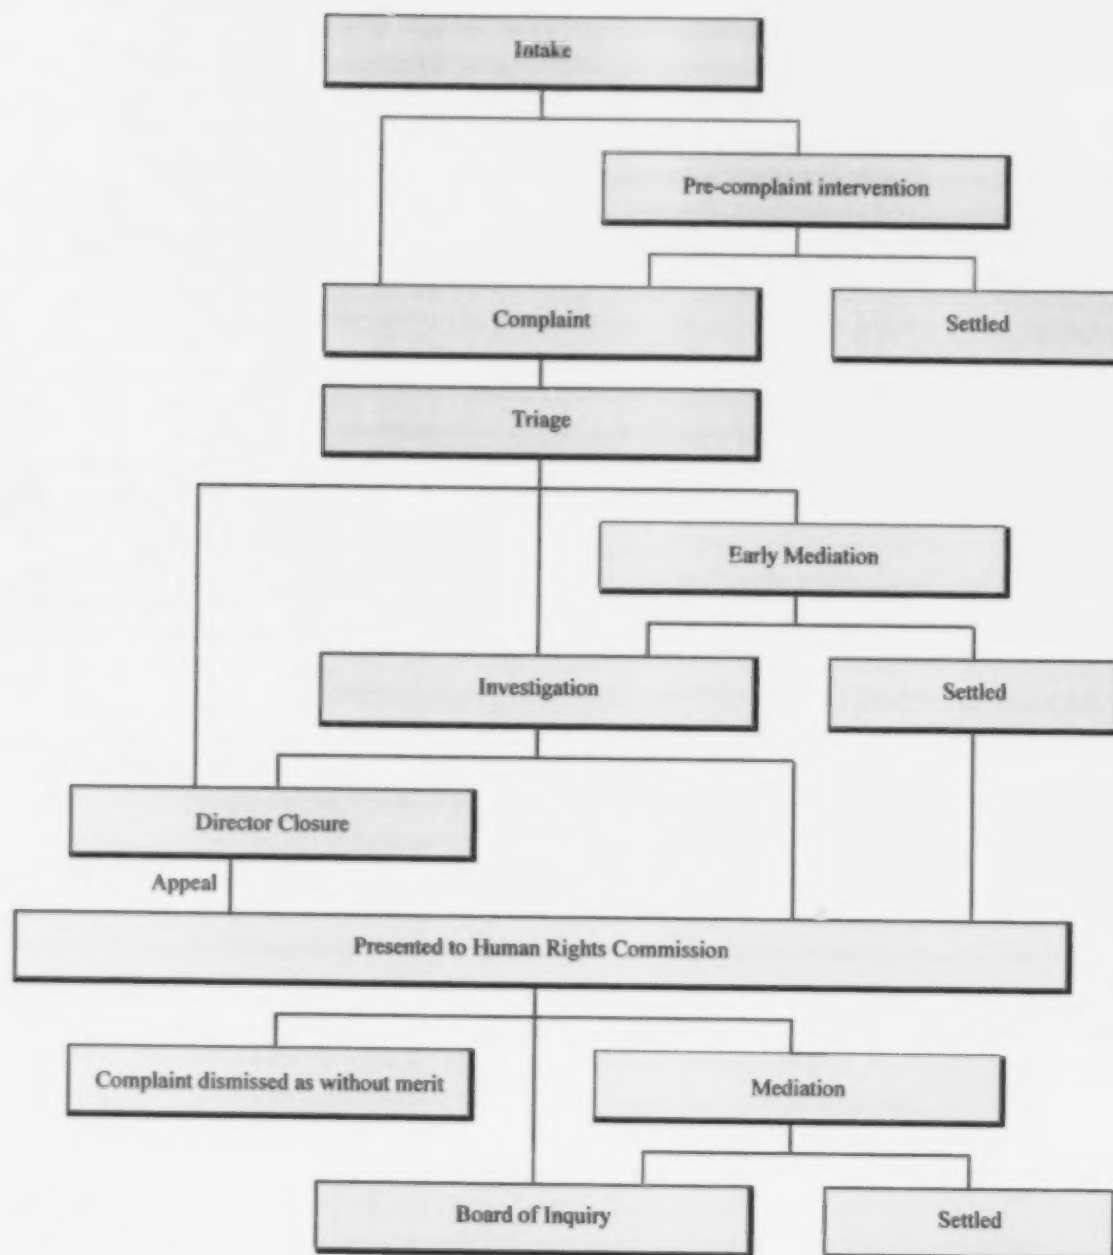 Intake
Pre-complaint intervention
Complaint
Settled
Triage
Early Mediation
Investigation
Settled
Director Closure
Appeal
Presented to Human Rights Commission
Complaint dismissed as without merit
Mediation
Board of Inquiry
Settled